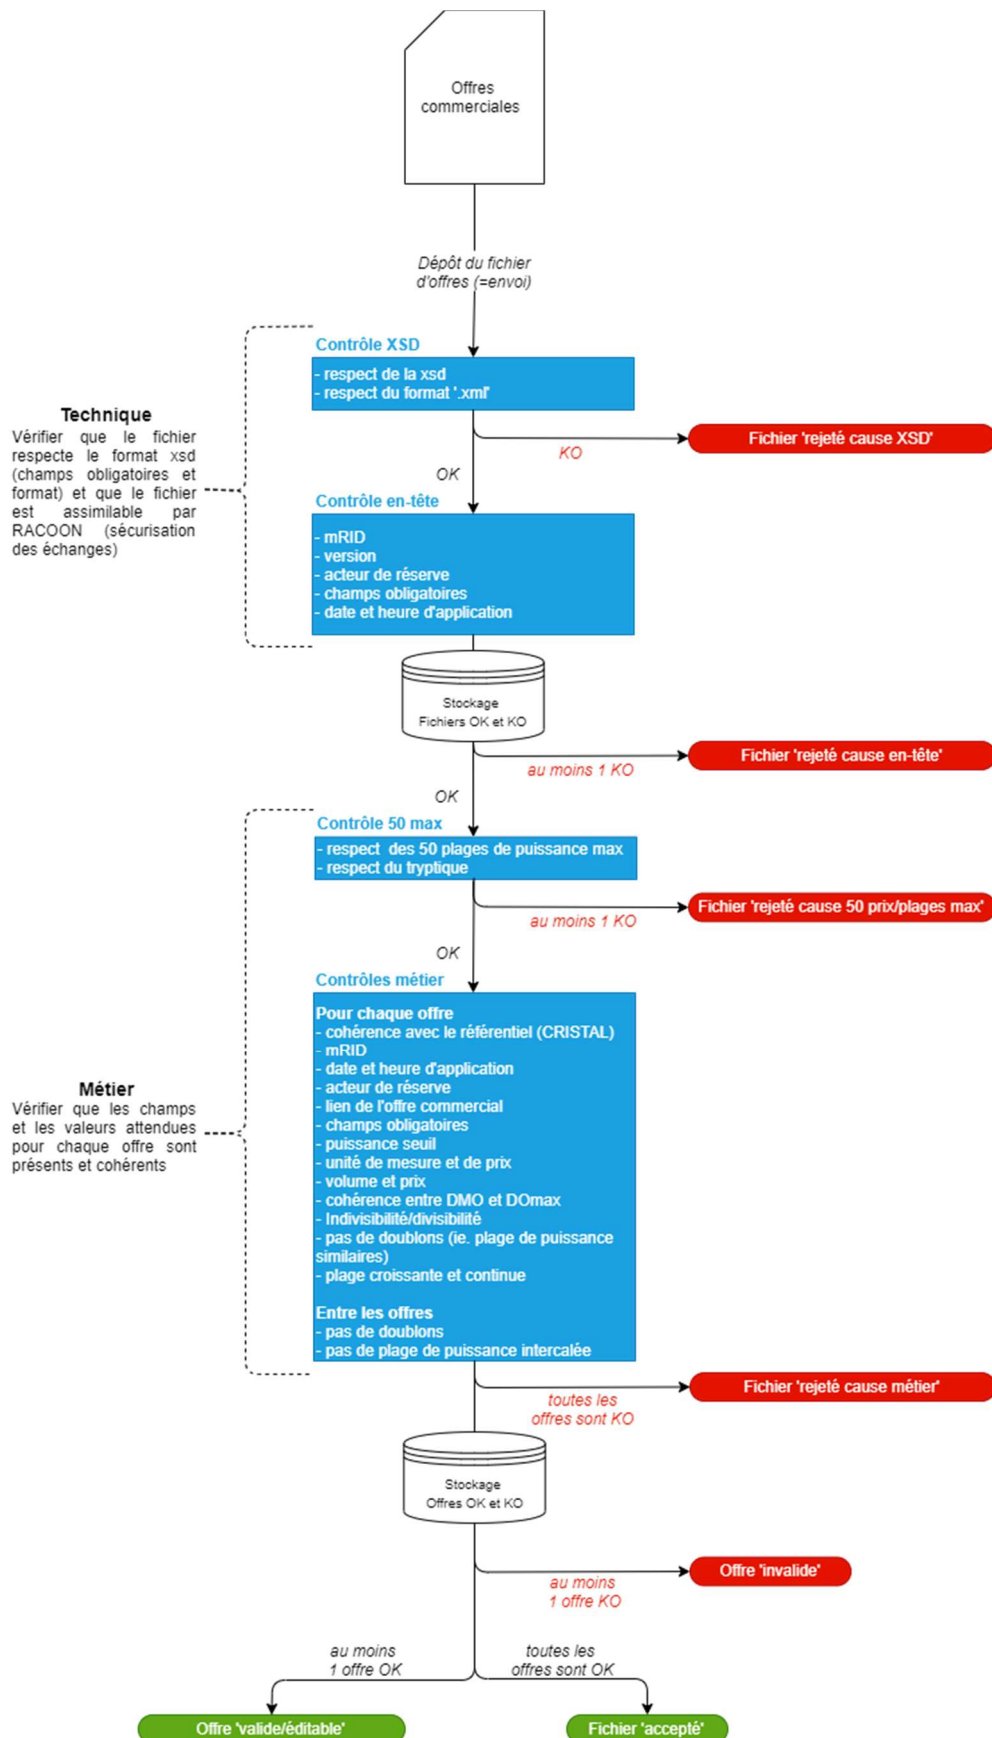 Offres
commerciales
Dépôt du fichier
d'offres (=envoi)
Contrôle XSD
- respect de la xsd
- respect du format '.xml'
Technique
Vérifier que le fichier
respecte le format xsd
(champs obligatoires et
format) et que le fichier
est assimilable par
RACOON (sécurisation
des échanges)
KO
Fichier 'rejeté cause XSD'
OK
Contrôle en-tête
- mRID
- version
- acteur de réserve
- champs obligatoires
- date et heure d'application
Stockage
Fichiers OK et KO
au moins 1 KO
Fichier 'rejeté cause en-tête'
OK
Contrôle 50 max
- respect des 50 plages de puissance max
- respect du tryptique
au moins 1 KO
Fichier 'rejeté cause 50 prix/plages max'
OK
Contrôles métier
Pour chaque offre
- cohérence avec le référentiel (CRISTAL)
- mRID
- date et heure d'application
- acteur de réserve
- lien de l'offre commercial
- champs obligatoires
- puissance seuil
- unité de mesure et de prix
- volume et prix
- cohérence entre DMO et DOmax
- Indivisibilité/divisibilité
- pas de doublons (ie. plage de puissance
similaires)
- plage croissante et continue
Entre les offres
- pas de doublons
- pas de plage de puissance intercalée
Métier
Vérifier que les champs
et les valeurs attendues
pour chaque offre sont
présents et cohérents
toutes les
offres sont KO
Fichier 'rejeté cause métier'
Stockage
Offres OK et KO
au moins
1 offre KO
Offre 'invalide'
au moins
1 offre OK
toutes les
offres sont OK
Offre 'valide/éditable'
Fichier 'accepté'